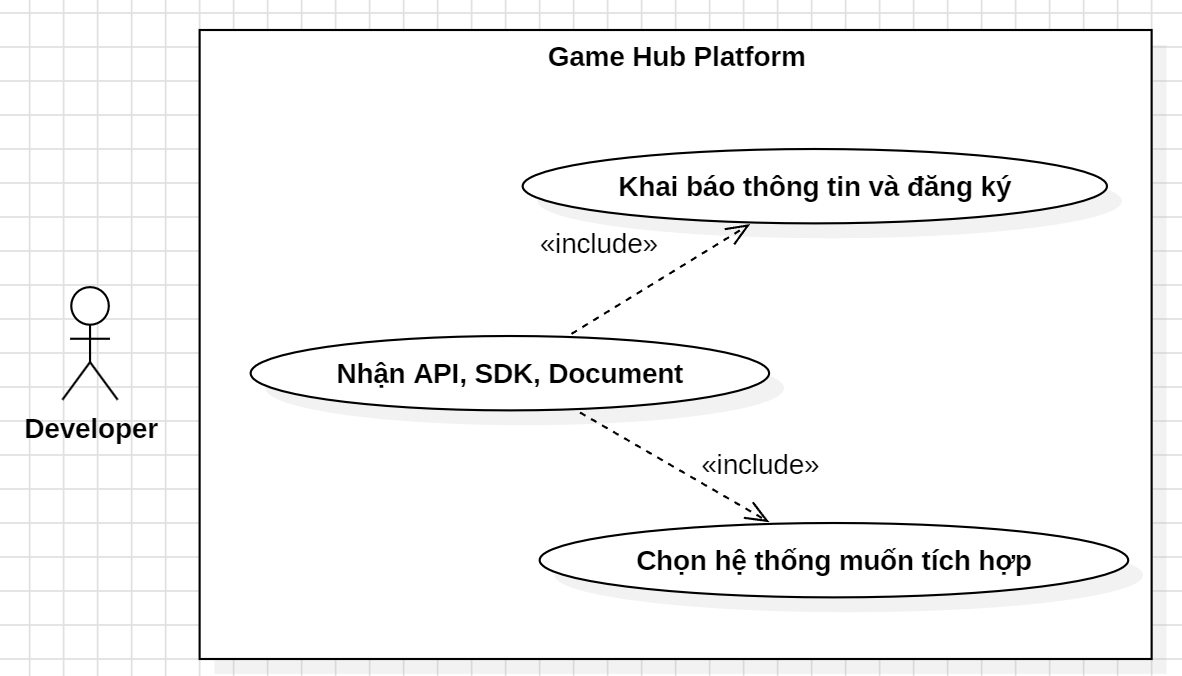 Game Hub Platform
Khai báo thông tin và đăng ký
«include»
Nhận API, SDK, Document
Developer
«include»
Chọn hệ thống muốn tích hợp